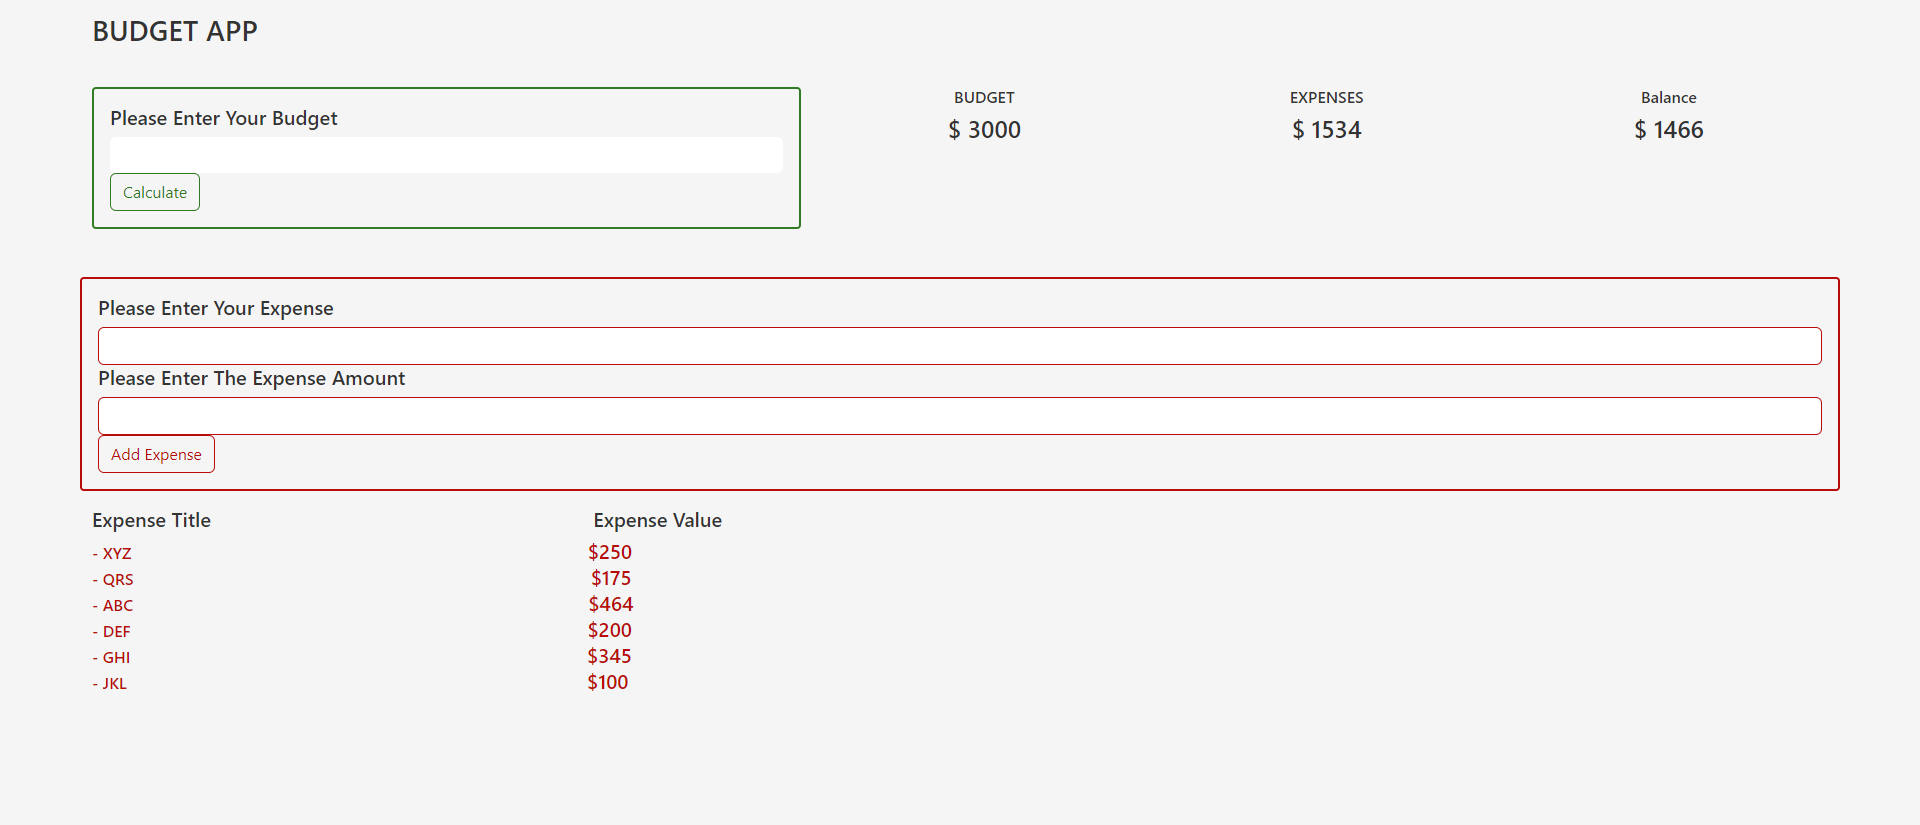 BUDGET APP
Please Enter Your Budget
Calculate
BUDGET EXPENSES Balance
$ 3000 $ 1534 $ 1466
Please Enter Your Expense
Please Enter The Expense Amount
Add Expense
Expense Title Expense Value
- XYZ $250
- QRS $175
- ABC $464
- DEF $200
- GHI $345
- JKL $100